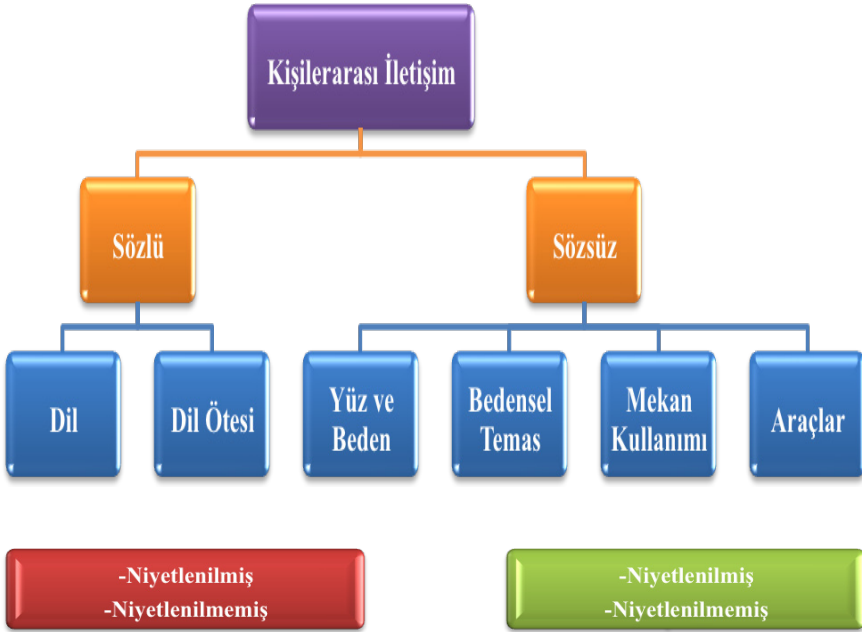 Kişilerarası İletişim
Sözlü
Sözsüz
Dil
Dil Ötesi
Yüz ve
Beden
Bedensel
Temas
Mekan
Kullanımı
Araçlar
-Niyetlenilmiş
-Niyetlenilmemiş
-Niyetlenilmiş
-Niyetlenilmemiş